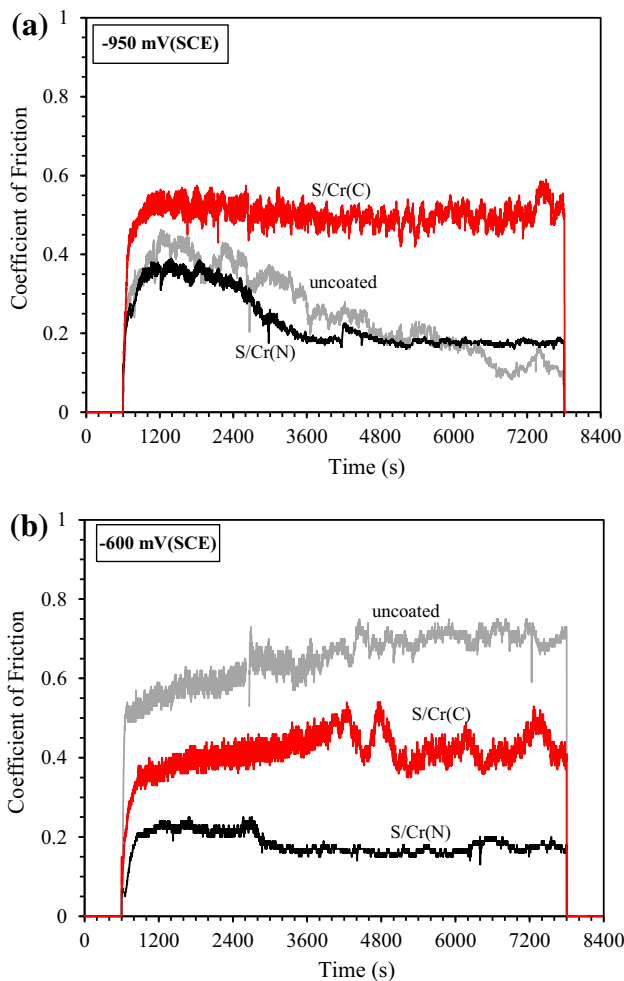 (a)
-950 mV(SCE)
1
0.8
0.6
0.4
0.2
0
Coefficient of Friction
S/Cr(C)
uncoated
S/Cr(N)
0 1200 2400 3600 4800 6000 7200 8400
Time (s)
(b)
-600 mV(SCE)
1
0.8
0.6
0.4
0.2
0
Coefficient of Friction
uncoated
S/Cr(C)
S/Cr(N)
0 1200 2400 3600 4800 6000 7200 8400
Time (s)